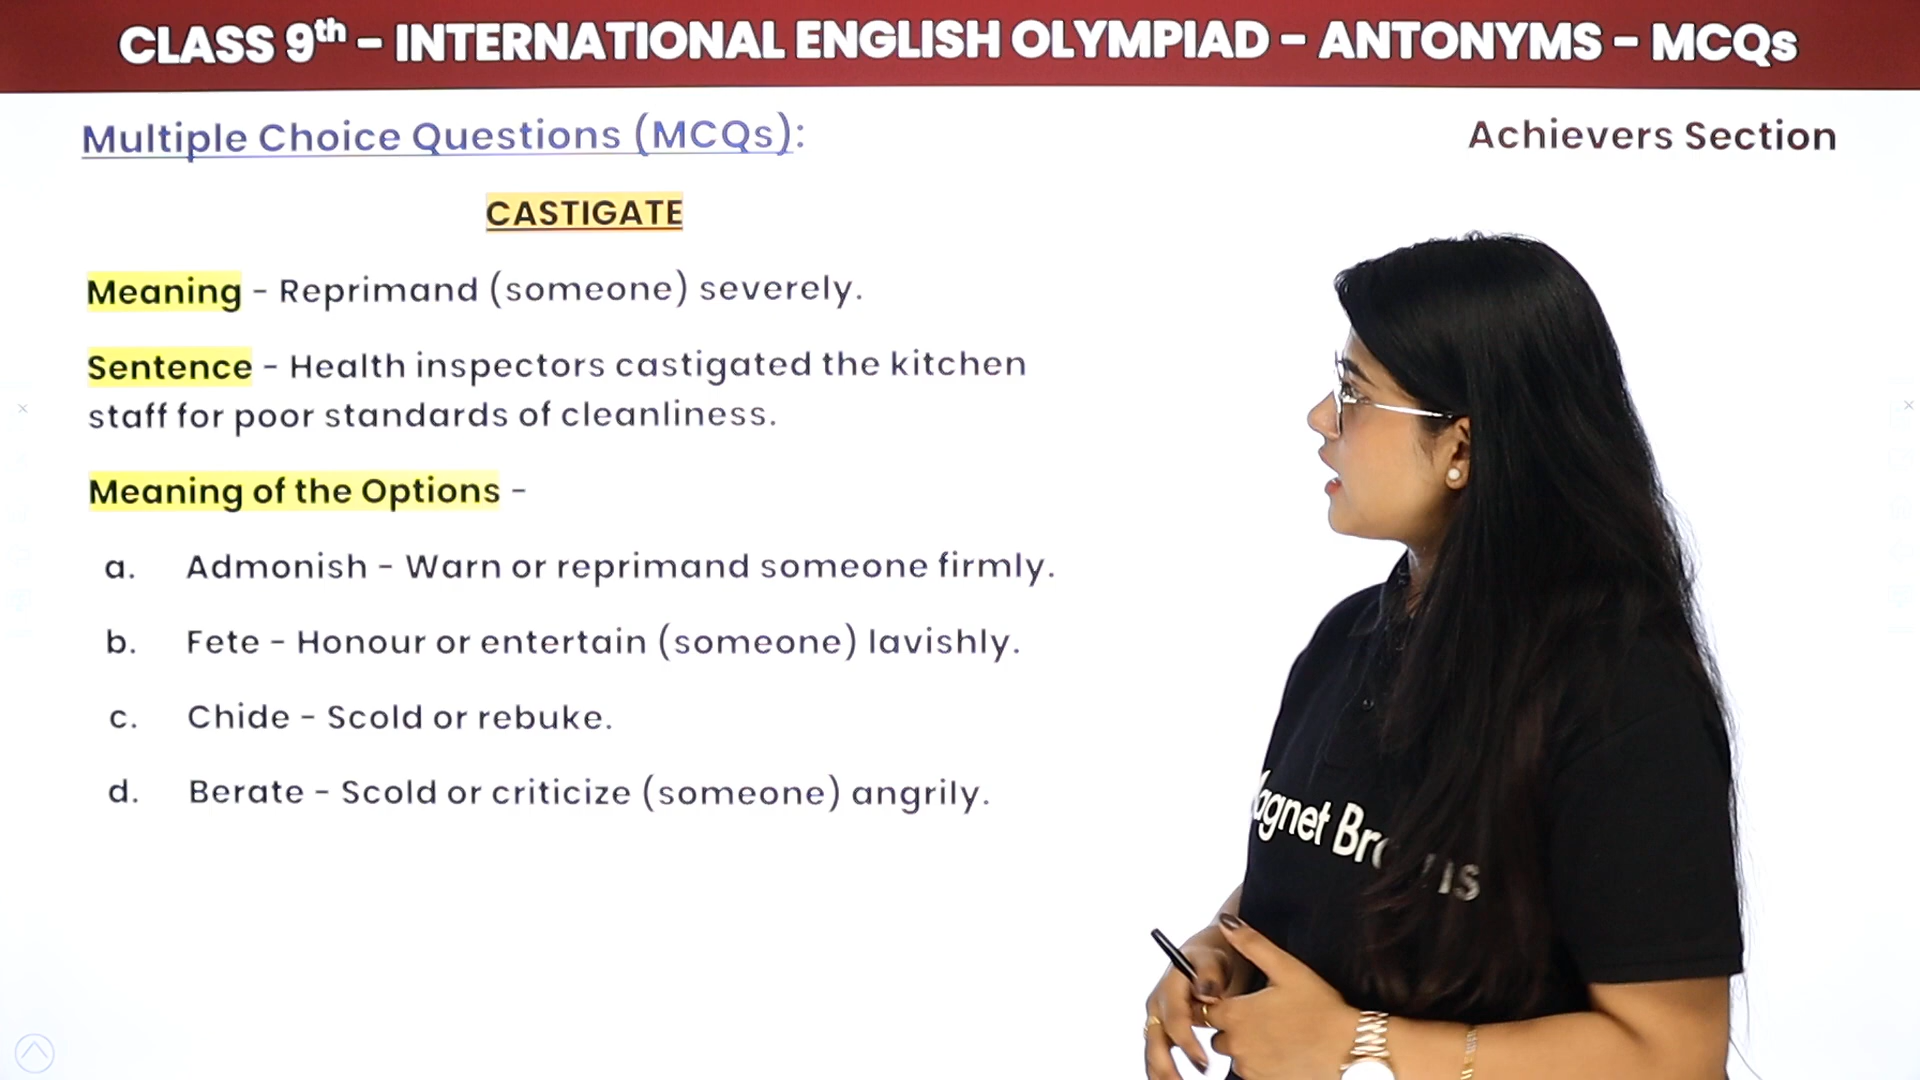 CLASS 9th – INTERNATIONAL ENGLISH OLYMPIAD – ANTONYMS – MCQs
Multiple Choice Questions (MCQs):
Achievers Section
CASTIGATE
Meaning – Reprimand (someone) severely.
Sentence – Health inspectors castigated the kitchen
staff for poor standards of cleanliness.
Meaning of the Options –
a. Admonish – Warn or reprimand someone firmly.
b. Fete – Honour or entertain (someone) lavishly.
c. Chide – Scold or rebuke.
d. Berate – Scold or criticize (someone) angrily.
agnet Br